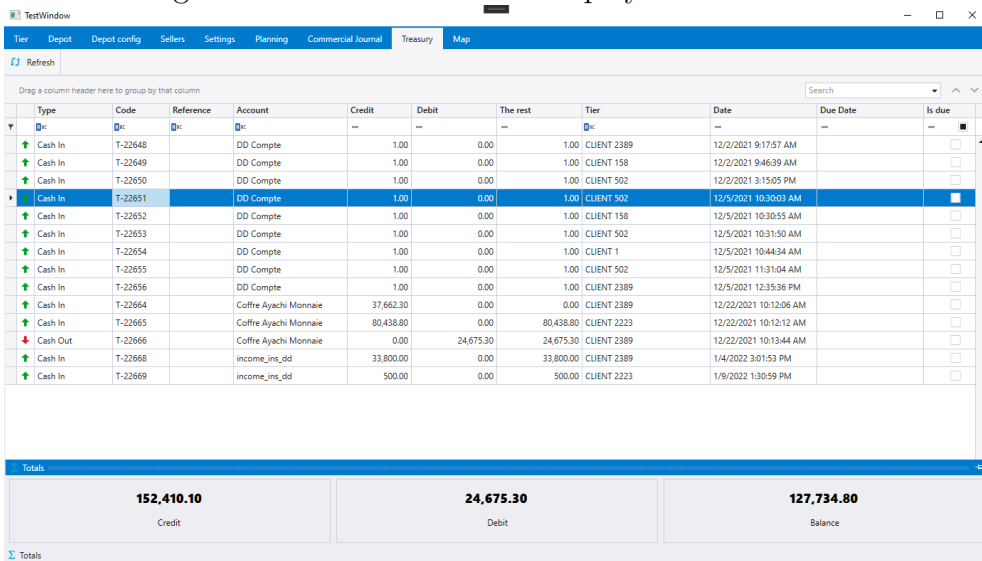 TestWindow
Tier Depot Depot config Sellers Settings Planning Commercial Journal Treasury Map
Refresh
Drag a column header here to group by that column Search
Type Code Reference Account Credit Debit The rest Tier Date Due Date Is due
Cash In T-22648 DD Compte 1.00 0.00 1.00 CLIENT 2389 12/2/2021 9:17:57 AM
Cash In T-22649 DD Compte 1.00 0.00 1.00 CLIENT 158 12/2/2021 9:46:39 AM
Cash In T-22650 DD Compte 1.00 0.00 1.00 CLIENT 502 12/2/2021 3:15:05 PM
Cash In T-22651 DD Compte 1.00 0.00 1.00 CLIENT 502 12/5/2021 10:30:03 AM
Cash In T-22652 DD Compte 1.00 0.00 1.00 CLIENT 158 12/5/2021 10:30:55 AM
Cash In T-22653 DD Compte 1.00 0.00 1.00 CLIENT 502 12/5/2021 10:31:50 AM
Cash In T-22654 DD Compte 1.00 0.00 1.00 CLIENT 1 12/5/2021 10:44:34 AM
Cash In T-22655 DD Compte 1.00 0.00 1.00 CLIENT 502 12/5/2021 11:31:04 AM
Cash In T-22656 DD Compte 1.00 0.00 1.00 CLIENT 2389 12/5/2021 12:35:36 PM
Cash In T-22664 Coffre Ayachi Monnaie 37,662.30 0.00 0.00 CLIENT 2389 12/22/2021 10:12:06 AM
Cash In T-22665 Coffre Ayachi Monnaie 80,438.80 0.00 80,438.80 CLIENT 2223 12/22/2021 10:12:12 AM
Cash Out T-22666 Coffre Ayachi Monnaie 0.00 24,675.30 24,675.30 CLIENT 2389 12/22/2021 10:13:44 AM
Cash In T-22668 income_ins_dd 33,800.00 0.00 33,800.00 CLIENT 2389 1/4/2022 3:01:53 PM
Cash In T-22669 income_ins_dd 500.00 0.00 500.00 CLIENT 2223 1/9/2022 1:30:59 PM
Σ Totals
152,410.10 24,675.30 127,734.80
Credit Debit Balance
Σ Totals